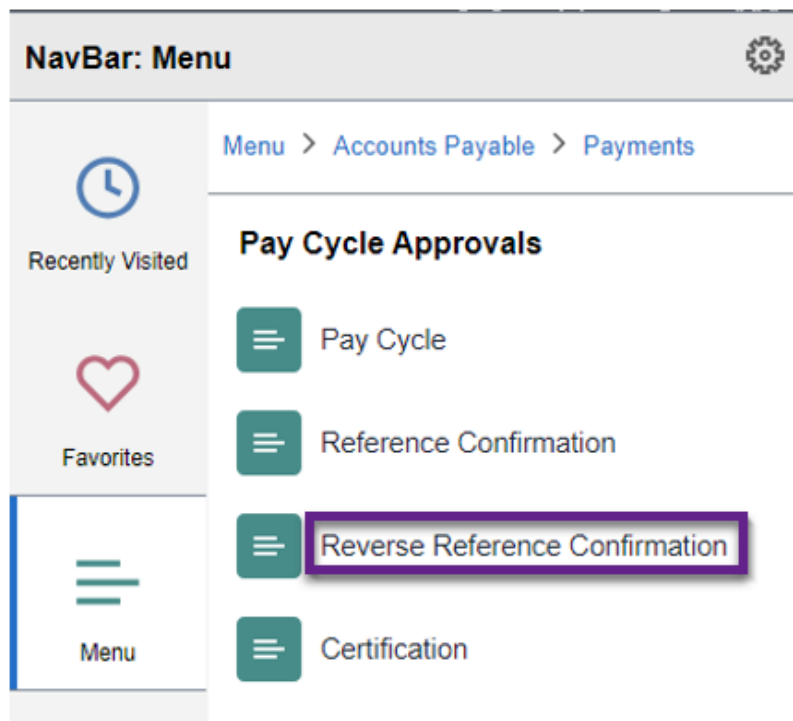 NavBar: Menu
Menu > Accounts Payable > Payments
Recently Visited
Pay Cycle Approvals
Pay Cycle
Favorites
Reference Confirmation
Reverse Reference Confirmation
Menu
Certification